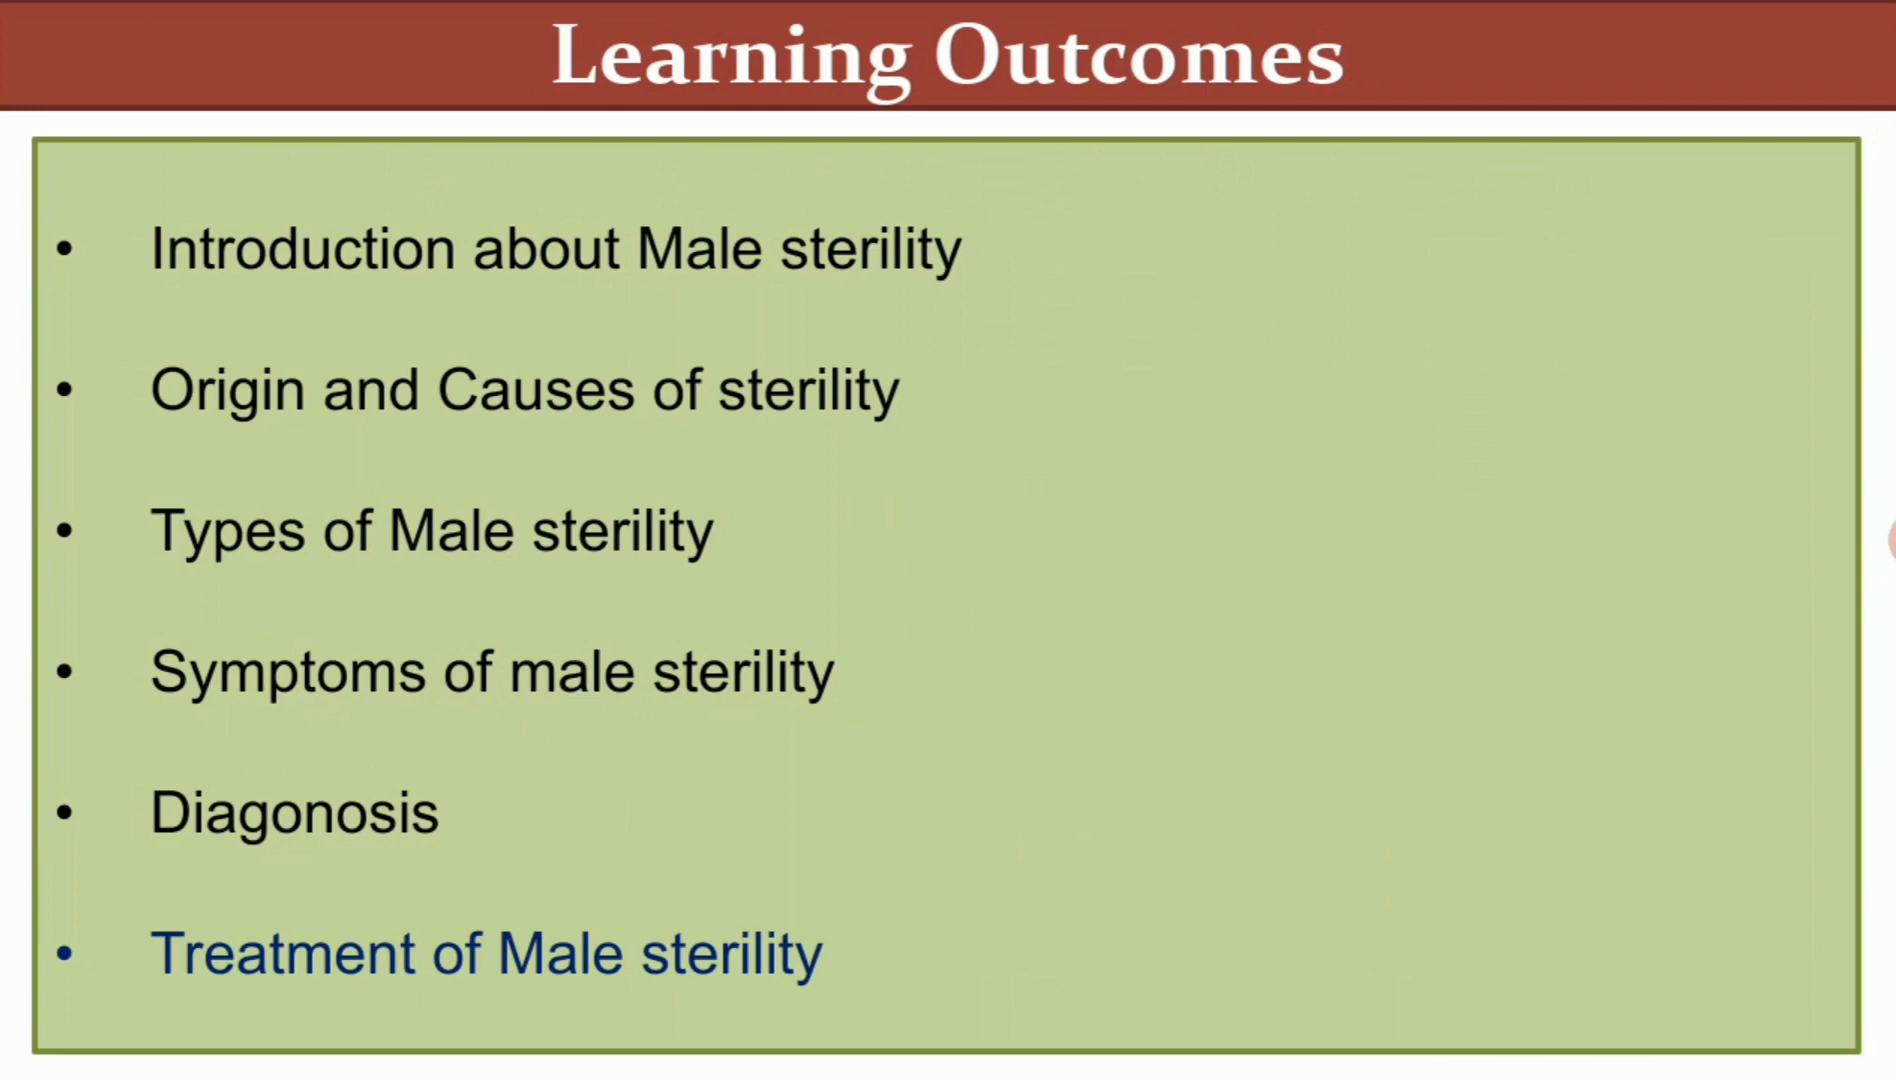 Learning Outcomes
• Introduction about Male sterility
• Origin and Causes of sterility
• Types of Male sterility
• Symptoms of male sterility
• Diagonosis
• Treatment of Male sterility